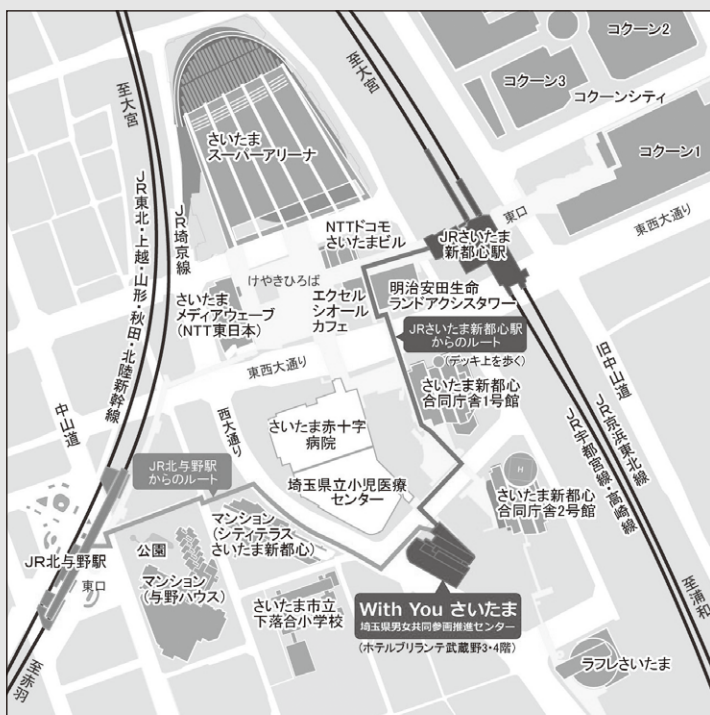 コクーン2
コクーン3
コクーンシティ
コクーン1
至大宮
至大宮
さいたま
スーパーアリーナ
JR東北・上越・山形・秋田・北陸新幹線
JR埼京線
NTTドコモ
さいたまビル
JRさいたま
新都心駅
東口
東西大通り
けやきひろば
さいたま
メディアウェーブ
(NTT東日本)
エクセル
シオール
カフェ
明治安田生命
ランドアクシスタワー
JRさいたま新都心駅
からのルート
(デッキ上を歩く)
東西大通り
中山道
西大通り
さいたま新都心
合同庁舎1号館
旧中山道
JR京浜東北線
JR宇都宮線・高崎線
さいたま赤十字
病院
JR北与野駅
からのルート
埼玉県立小児医療
センター
H
さいたま新都心
合同庁舎2号館
マンション
(シティテラス
さいたま新都心)
JR北与野駅
東口
公園
マンション
(与野ハウス)
さいたま市立
下落合小学校
With You さいたま
埼玉県男女共同参画推進センター
(ホテルブリランテ武蔵野3・4階)
至浦和
ラフレさいたま
至赤羽